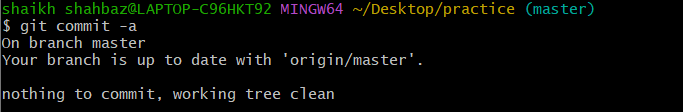 shaikh shahbaz@LAPTOP-C96HKT92 MINGW64 ~/Desktop/practice (master)
$ git commit -a
On branch master
Your branch is up to date with 'origin/master'.
nothing to commit, working tree clean